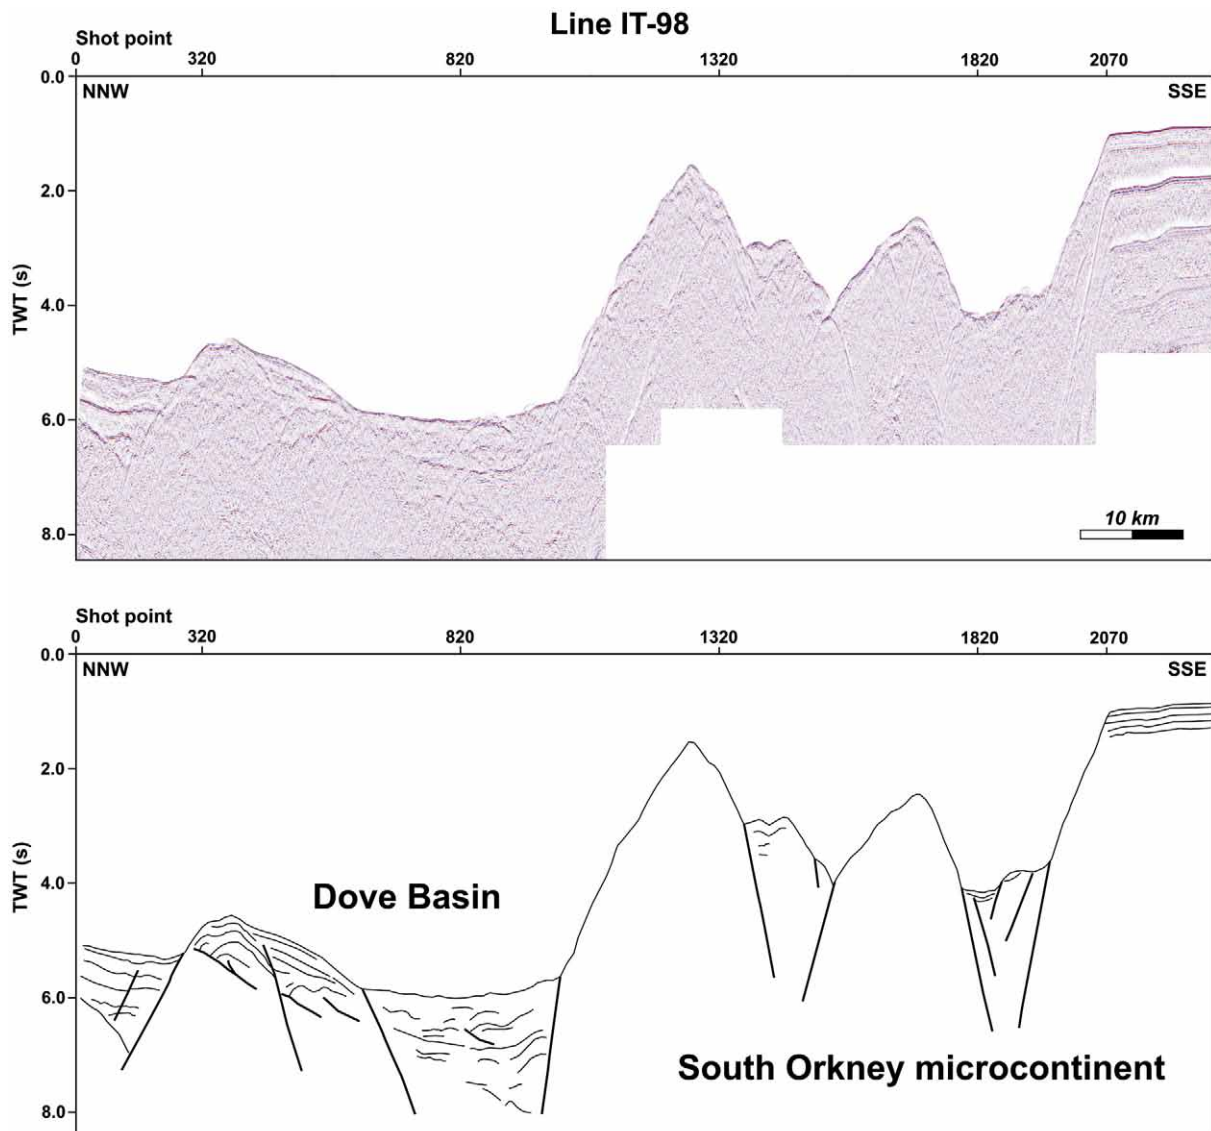 Line IT-98
Shot point
0 320 820 1320 1820 2070
0.0
NNW SSE
2.0
TWT (s)
4.0
6.0
8.0
10 km
Shot point
0 320 820 1320 1820 2070
0.0
NNW SSE
2.0
TWT (s)
4.0
Dove Basin
6.0
South Orkney microcontinent
8.0